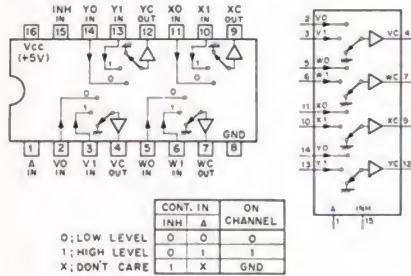 INH IN YO IN Y1 IN YC OUT XO IN X1 IN XC OUT
16 15 14 13 12 11 10 9
Vcc
(+5V)
0
1
0
1
0
1
0
1
GND
1 2 3 4 5 6 7 8
A IN VO IN V1 IN VC OUT WO IN W1 IN WC OUT
2 VO
3 V1
VC 4
5 WO
6 W1
WC 7
11 XO
10 X1
XC 9
14 YO
13 Y1
YC 12
A INH
1 15
CONT. IN ON CHANNEL
INH A
O; LOW LEVEL 0 0 0
1; HIGH LEVEL 0 1 1
X; DON'T CARE 1 X GND